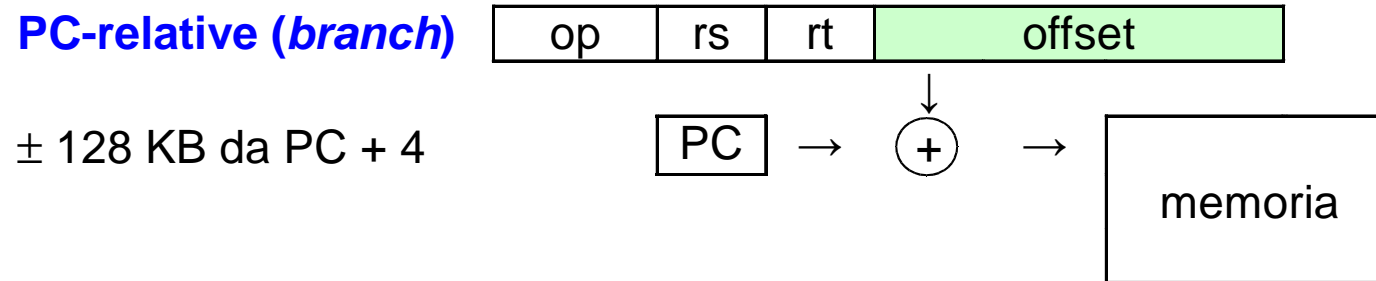 PC-relative (branch) op rs rt offset
↓
± 128 KB da PC + 4 PC → + →
memoria